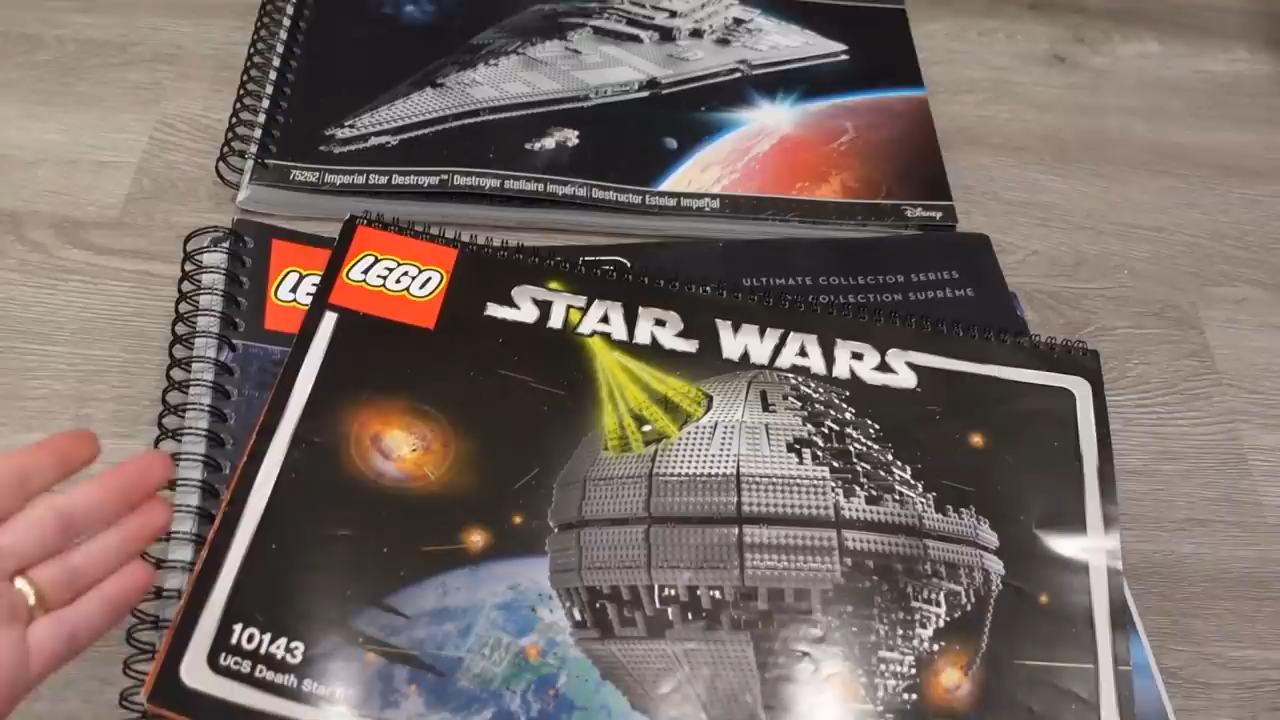 75252 | Imperial Star Destroyer™ | Destroyer stellaire impérial | Destructor Estelar Imperial
Disney
LE
ULTIMATE COLLECTOR SERIES
COLLECTION SUPRÊME
LEGO
STAR WARS
10143
UCS Death Star